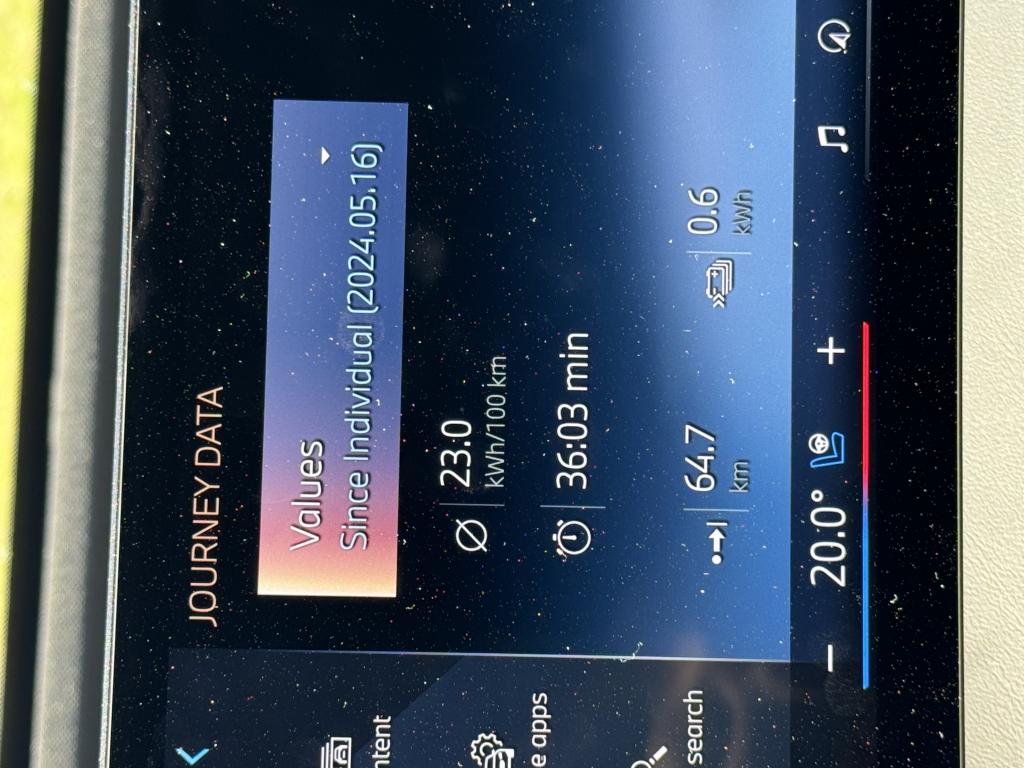 JOURNEY DATA
Values
Since Individual (2024.05.16)
23.0
kWh/100 km
36:03 min
64.7
km
0.6
kWh
ntent
e apps
search
− 20.0° +